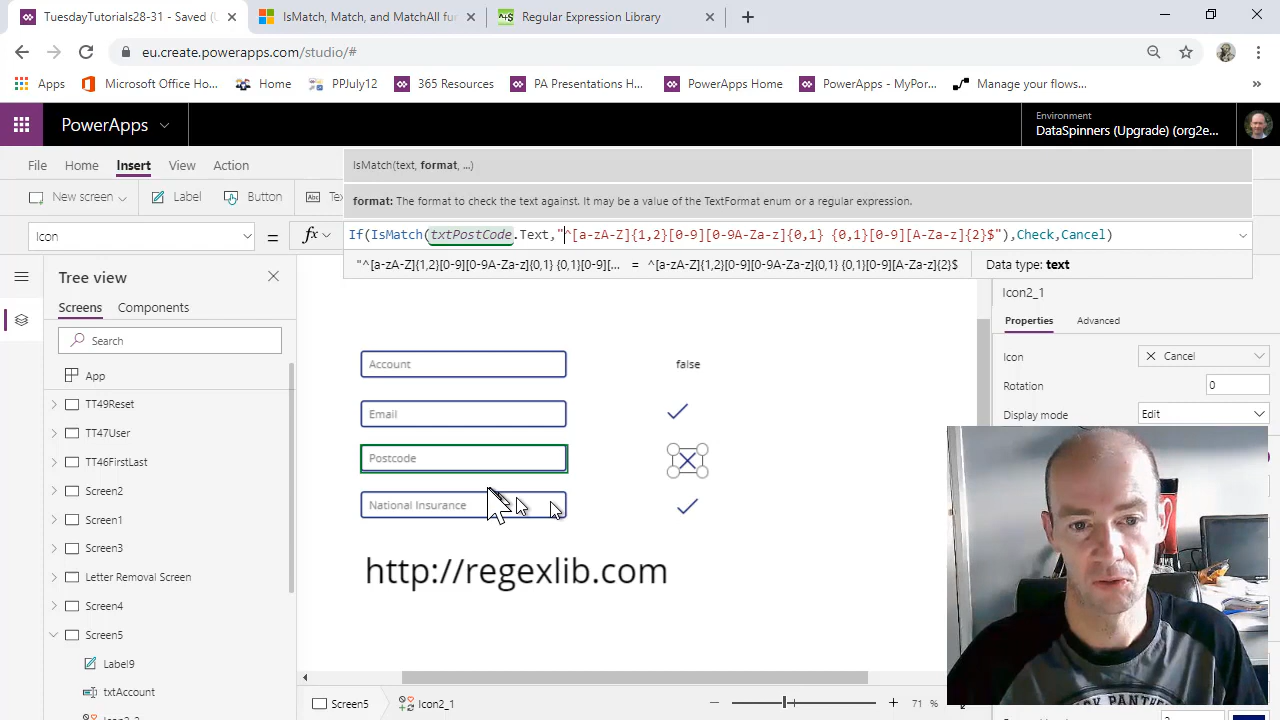 TuesdayTutorials28-31 - Saved (
IsMatch, Match, and MatchAll fun
Regular Expression Library
eu.create.powerapps.com/studio/#
Apps
Microsoft Office Ho...
Home
PPJuly12
365 Resources
PA Presentations H...
PowerApps Home
PowerApps - MyPor...
Manage your flows...
PowerApps
Environment
DataSpinners (Upgrade) (org2e...
File
Insert
View
Action
IsMatch(text, format, ...)
New screen
Label
Button
format: The format to check the text against. It may be a value of the TextFormat enum or a regular expression.
Icon
=
fx
If(IsMatch(txtPostCode.Text,"^[a-zA-Z]{1,2}[0-9][0-9A-Za-z]{0,1} {0,1}[0-9][A-Za-z]{2}$"),Check,Cancel)
"^[a-zA-Z]{1,2}[0-9][0-9A-Za-z]{0,1} {0,1}[0-9][... = ^[a-zA-Z]{1,2}[0-9][0-9A-Za-z]{0,1} {0,1}[0-9][A-Za-z]{2}$
Data type: text
Tree view
Screens
Components
Search
App
TT49Reset
TT47User
TT46FirstLast
Screen2
Screen1
Screen3
Letter Removal Screen
Screen4
Screen5
Label9
txtAccount
Account
false
Email
Postcode
National Insurance
http://regexlib.com
Icon2_1
Properties
Advanced
Icon
Cancel
Rotation
0
Display mode
Edit
Screen5
Icon2_1
71 %